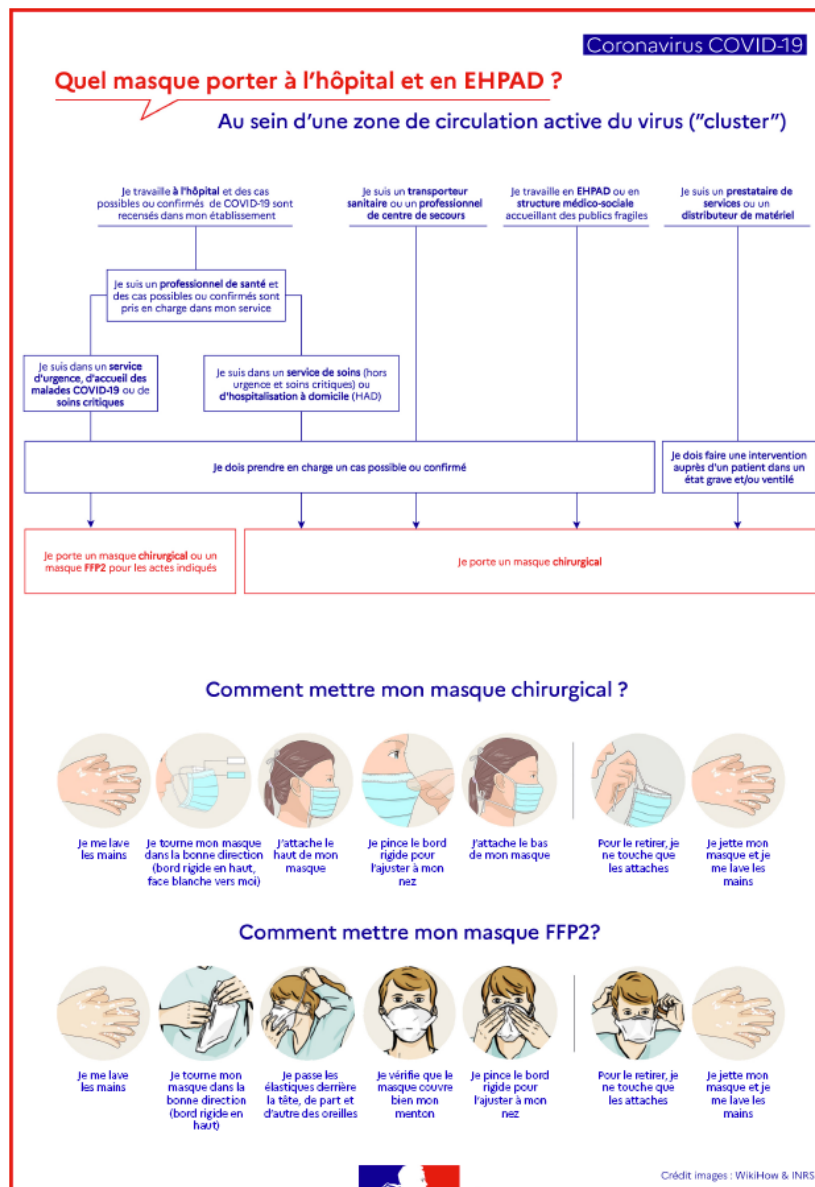 Coronavirus COVID-19
Quel masque porter à l'hôpital et en EHPAD ?
Au sein d'une zone de circulation active du virus ("cluster")
Je travaille à l'hôpital et des cas
possibles ou confirmés de COVID-19 sont
recensés dans mon établissement
Je suis un transporteur
sanitaire ou un professionnel
de centre de secours
Je travaille en EHPAD ou en
structure médico-sociale
accueillant des publics fragiles
Je suis un prestataire de
services ou un
distributeur de matériel
Je suis un professionnel de santé et
des cas possibles ou confirmés sont
pris en charge dans mon service
Je suis dans un service
d'urgence, d'accueil des
malades COVID-19 ou de
soins critiques
Je suis dans un service de soins (hors
urgence et soins critiques) ou
d'hospitalisation à domicile (HAD)
Je dois prendre en charge un cas possible ou confirmé
Je dois faire une intervention
auprès d'un patient dans un
état grave et/ou ventilé
Je porte un masque chirurgical ou un
masque FFP2 pour les actes indiqués
Je porte un masque chirurgical
Comment mettre mon masque chirurgical ?
Je me lave
les mains
Je tourne mon masque
dans la bonne direction
(bord rigide en haut,
face blanche vers moi)
J'attache le
haut de mon
masque
Je pince le bord
rigide pour
l'ajuster à mon
nez
J'attache le bas
de mon masque
Pour le retirer, je
ne touche que
les attaches
Je jette mon
masque et je
me lave les
mains
Comment mettre mon masque FFP2?
Je me lave
les mains
Je tourne mon
masque dans la
bonne direction
(bord rigide en
haut)
Je passe les
élastiques derrière
la tête, de part et
d'autre des oreilles
Je vérifie que le
masque couvre
bien mon
menton
Je pince le bord
rigide pour
l'ajuster à mon
nez
Pour le retirer, je
ne touche que
les attaches
Je jette mon
masque et je
me lave les
mains
Crédit images : WikiHow & INRS